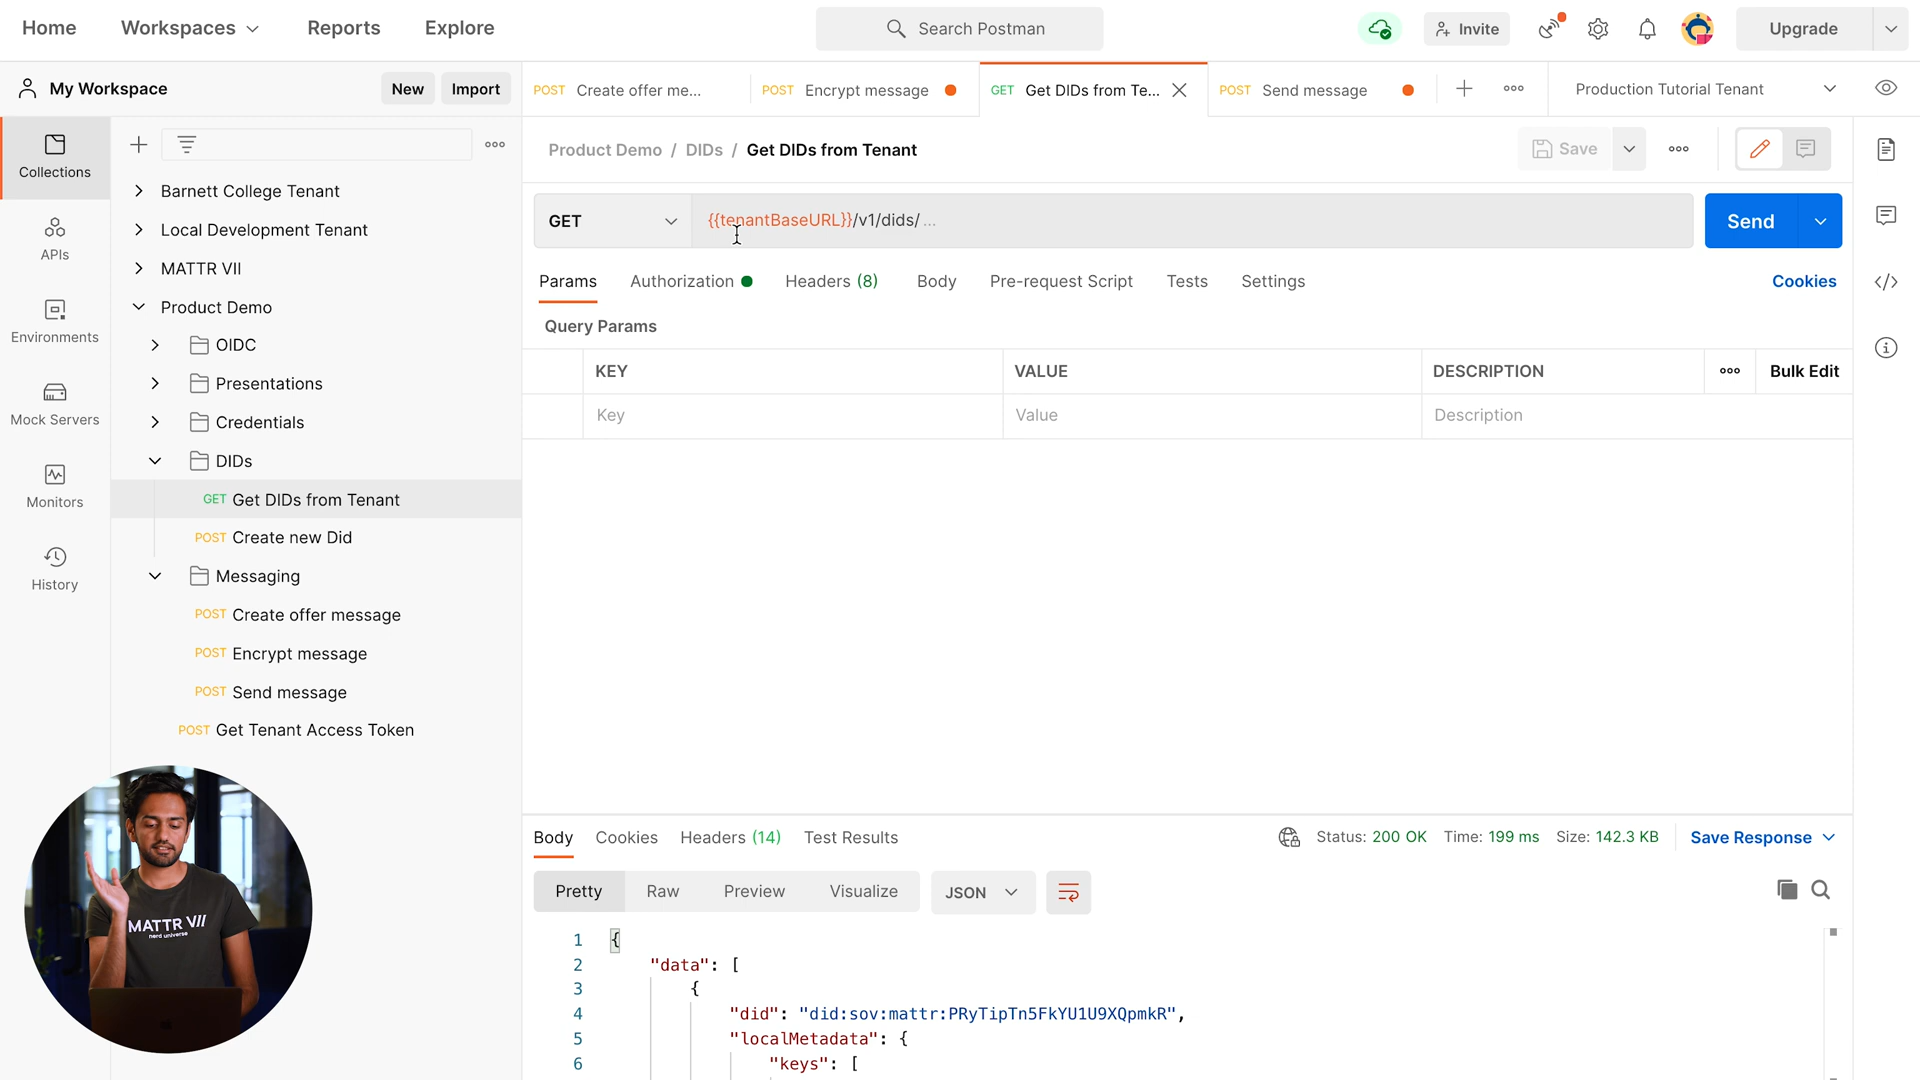 Home Workspaces Reports Explore Search Postman Invite Upgrade
My Workspace New Import
POST Create offer me... POST Encrypt message GET Get DIDs from Te... POST Send message Production Tutorial Tenant
Collections
APIs
Environments
Mock Servers
Monitors
History
Barnett College Tenant
Local Development Tenant
MATTR VII
Product Demo
OIDC
Presentations
Credentials
DIDs
GET Get DIDs from Tenant
POST Create new Did
Messaging
POST Create offer message
POST Encrypt message
POST Send message
POST Get Tenant Access Token
MATTR VII
nerd universe
Product Demo / DIDs / Get DIDs from Tenant Save
GET {{tenantBaseURL}}/v1/dids/ ... Send
Params Authorization Headers (8) Body Pre-request Script Tests Settings Cookies
Query Params
KEY VALUE DESCRIPTION Bulk Edit
Key Value Description
Body Cookies Headers (14) Test Results Status: 200 OK Time: 199 ms Size: 142.3 KB Save Response
Pretty Raw Preview Visualize JSON
1 {
2 "data": [
3 {
4 "did": "did:sov:mattr:PRyTipTn5FkYU1U9XQpmkR",
5 "localMetadata": {
6 "keys": [